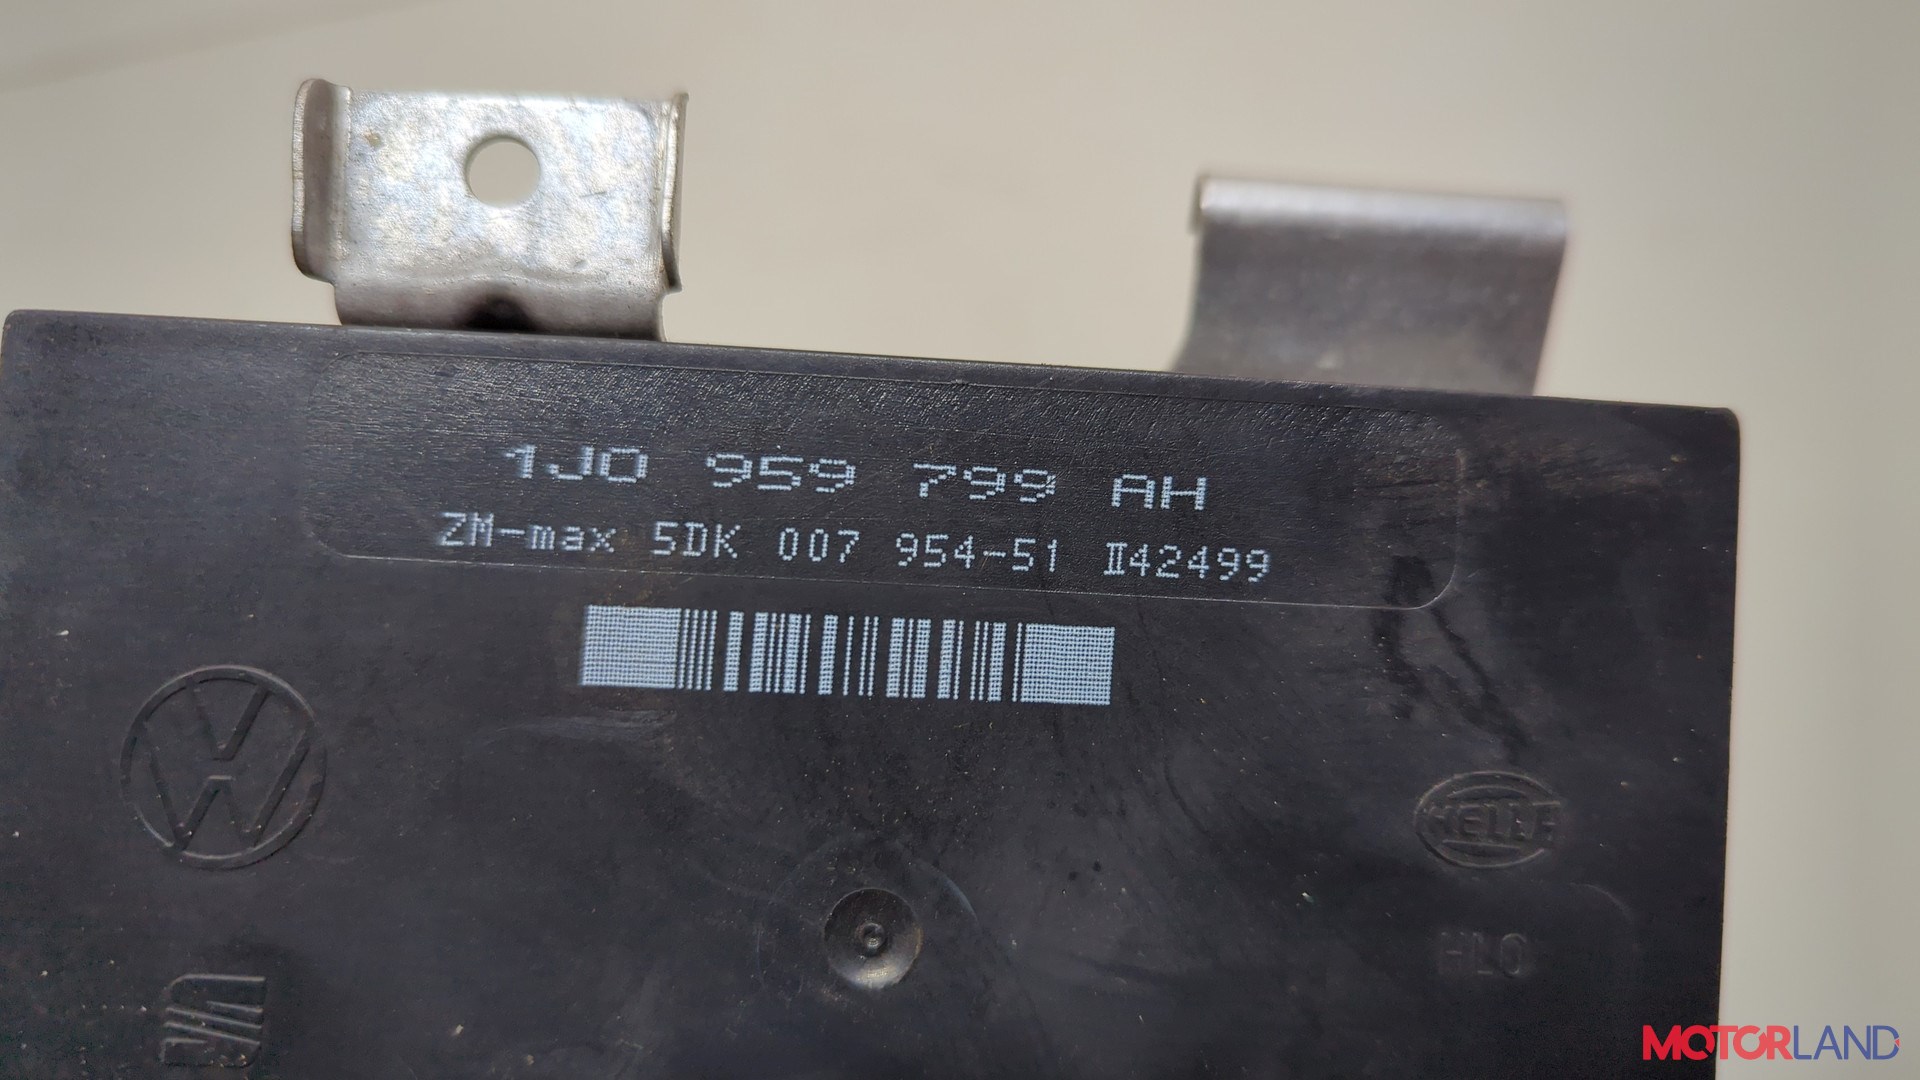 1J0 959 799 AH
ZM-max 5DK 007 954-51 II42499
HELLA
HLO
MOTORLAND